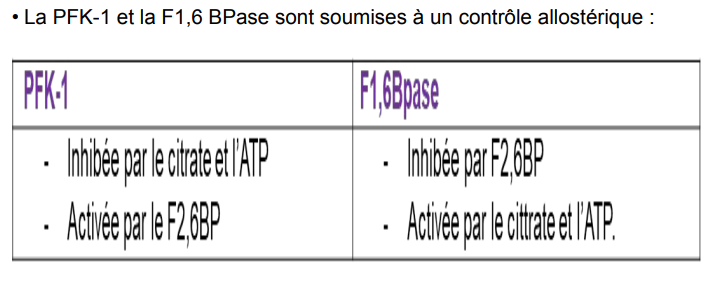 • La PFK-1 et la F1,6 BPase sont soumises à un contrôle allostérique :
PFK-1
F1,6Bpase
- Inhibée par le citrate et l'ATP
- Activée par le F2,6BP
- Inhibée par F2,6BP
- Activée par le cittrate et l'ATP.